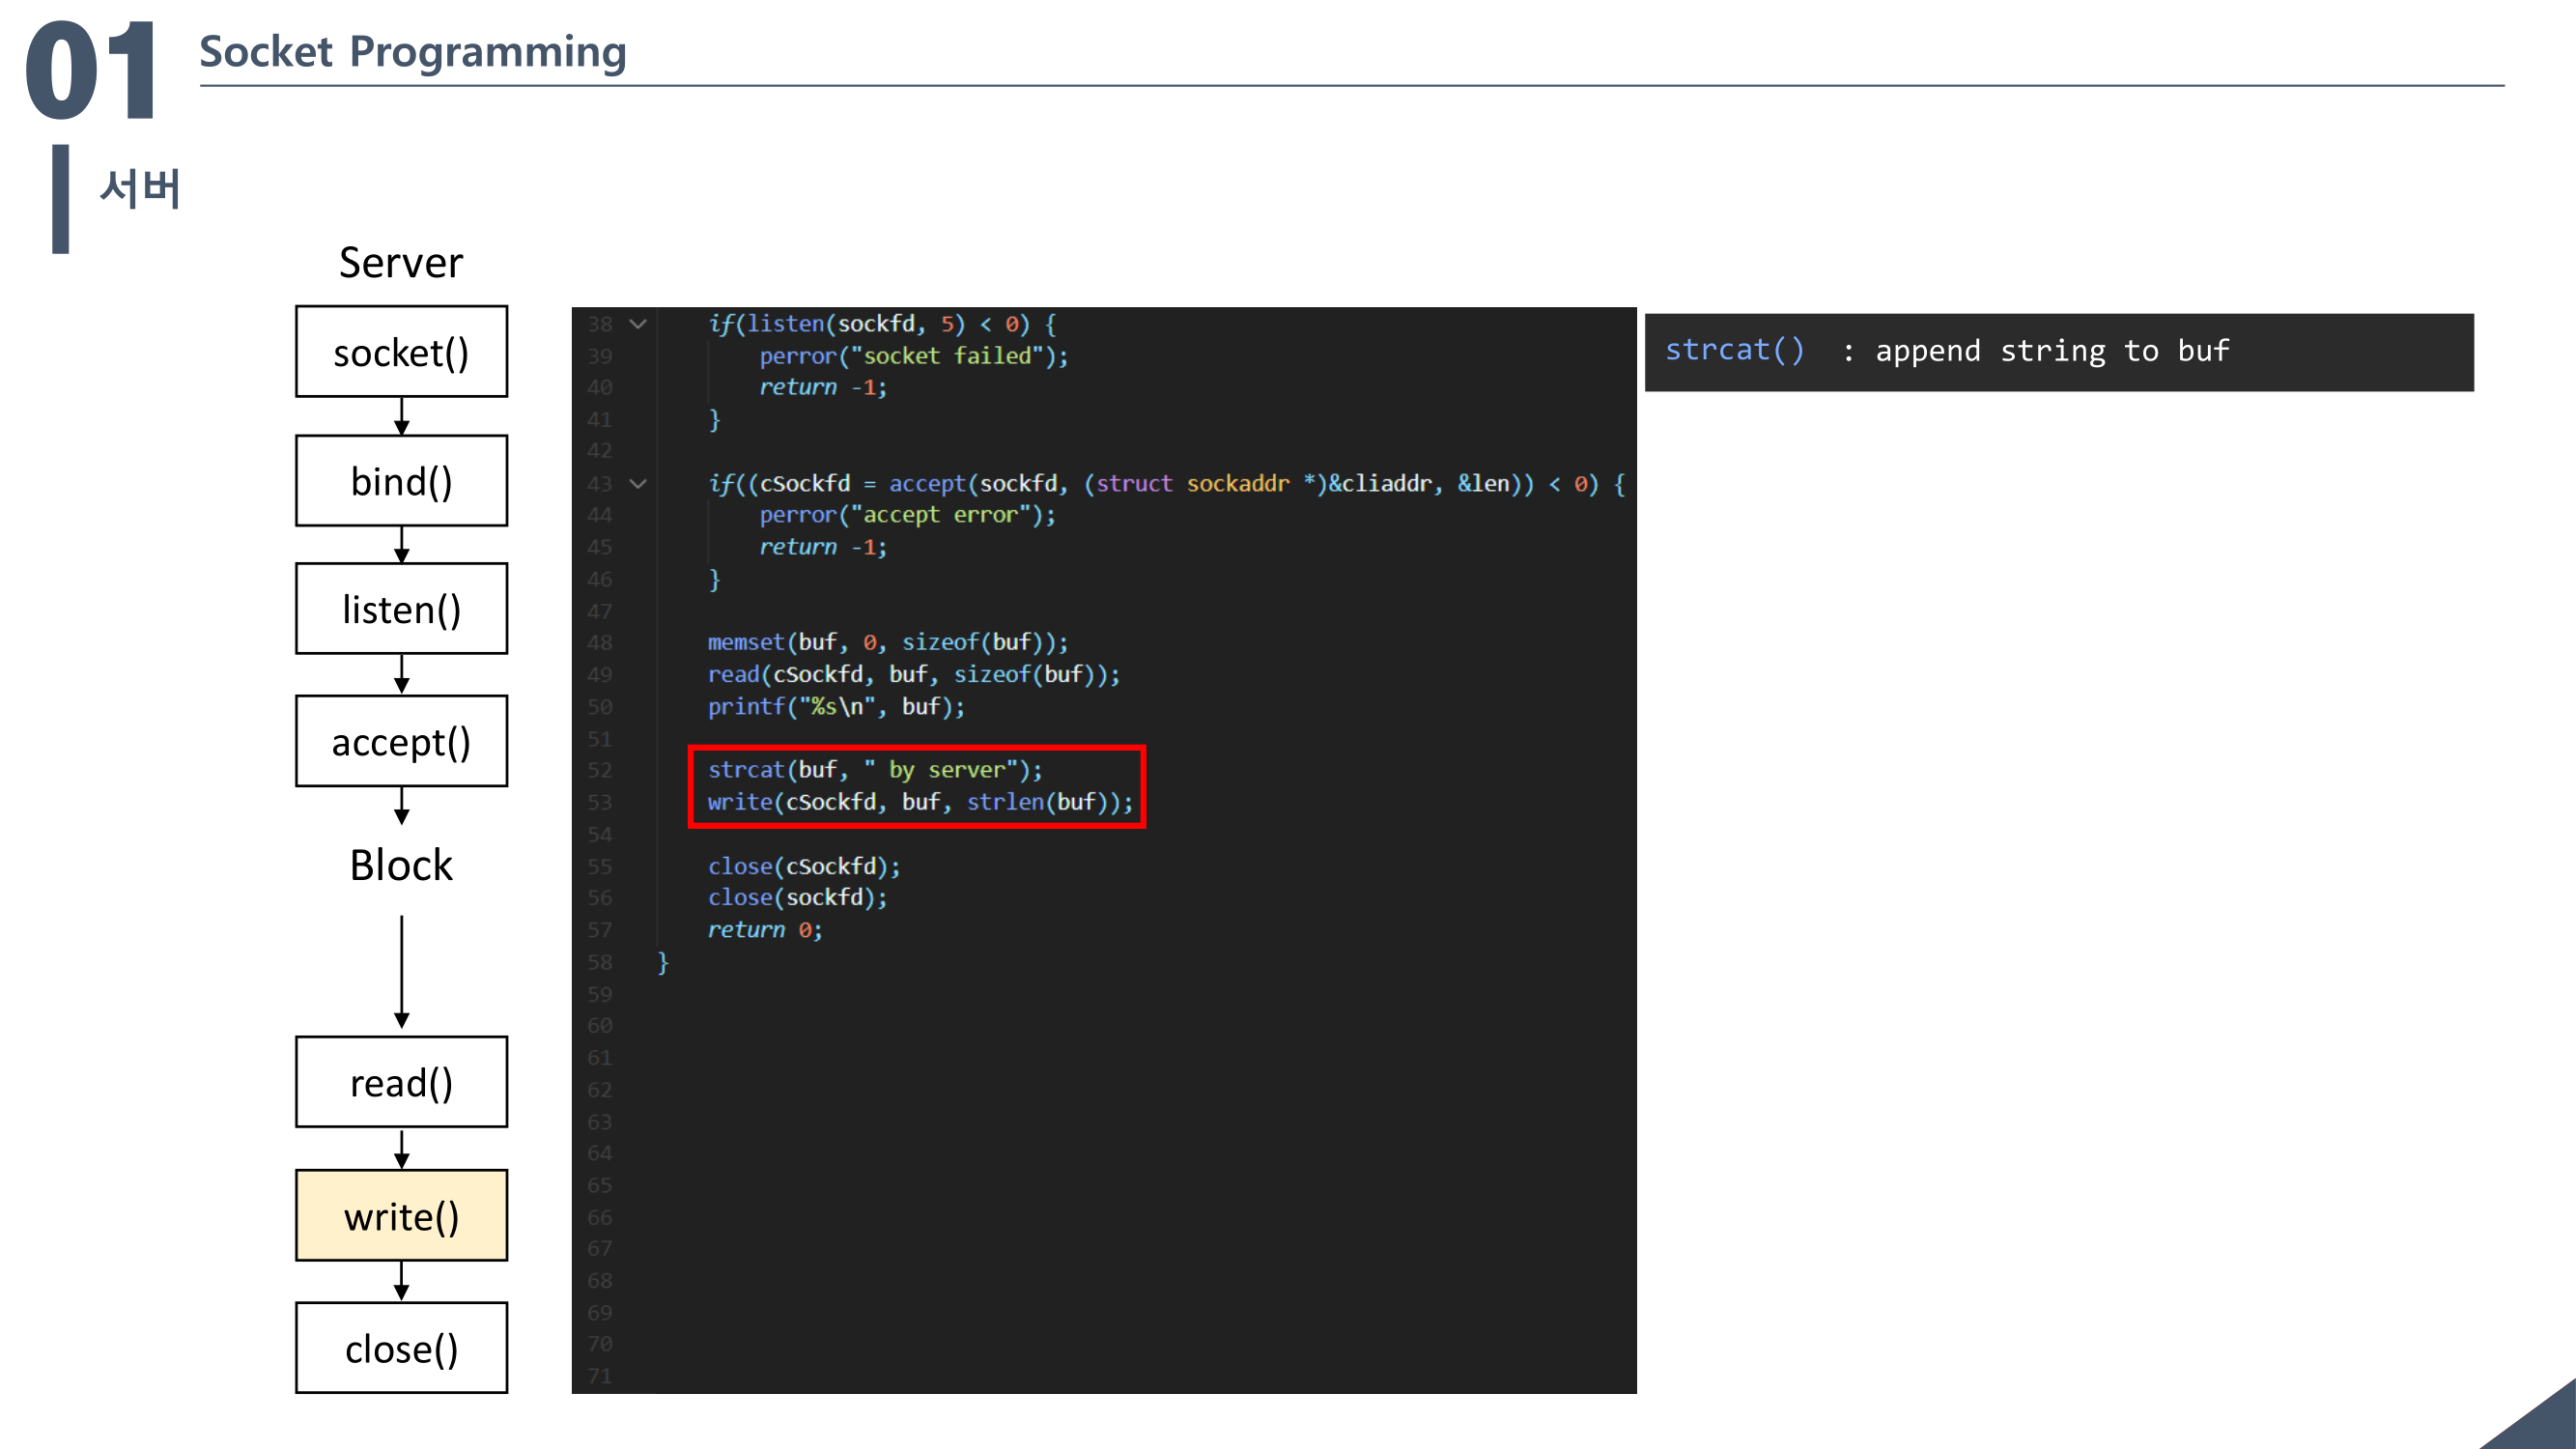 01
Socket Programming
서버
Server
socket()
bind()
listen()
accept()
Block
read()
write()
close()
38 if(listen(sockfd, 5) < 0) {
39 perror("socket failed");
40 return -1;
41 }
42
43 if((cSockfd = accept(sockfd, (struct sockaddr *)&cliaddr, &len)) < 0) {
44 perror("accept error");
45 return -1;
46 }
47
48 memset(buf, 0, sizeof(buf));
49 read(cSockfd, buf, sizeof(buf));
50 printf("%s\n", buf);
51
52 strcat(buf, " by server");
53 write(cSockfd, buf, strlen(buf));
54
55 close(cSockfd);
56 close(sockfd);
57 return 0;
58 }
59
60
61
62
63
64
65
66
67
68
69
70
71
strcat() : append string to buf